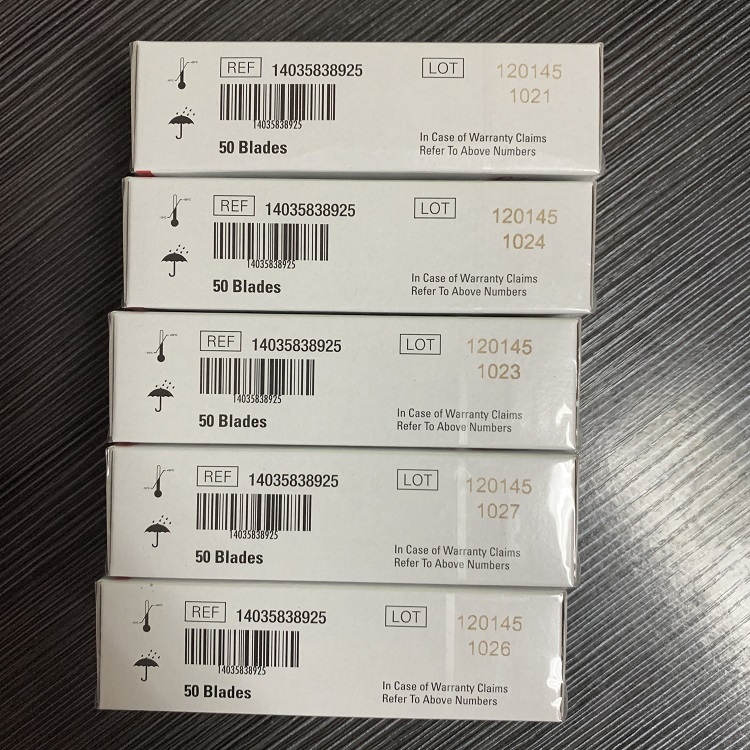 REF 14035838925 LOT 120145
1021
14035838925
50 Blades
In Case of Warranty Claims
Refer To Above Numbers
REF 14035838925 LOT 120145
1024
14035838925
50 Blades
In Case of Warranty Claims
Refer To Above Numbers
REF 14035838925 LOT 120145
1023
14035838925
50 Blades
In Case of Warranty Claims
Refer To Above Numbers
REF 14035838925 LOT 120145
1027
14035838925
50 Blades
In Case of Warranty Claims
Refer To Above Numbers
REF 14035838925 LOT 120145
1026
14035838925
50 Blades
In Case of Warranty Claims
Refer To Above Numbers